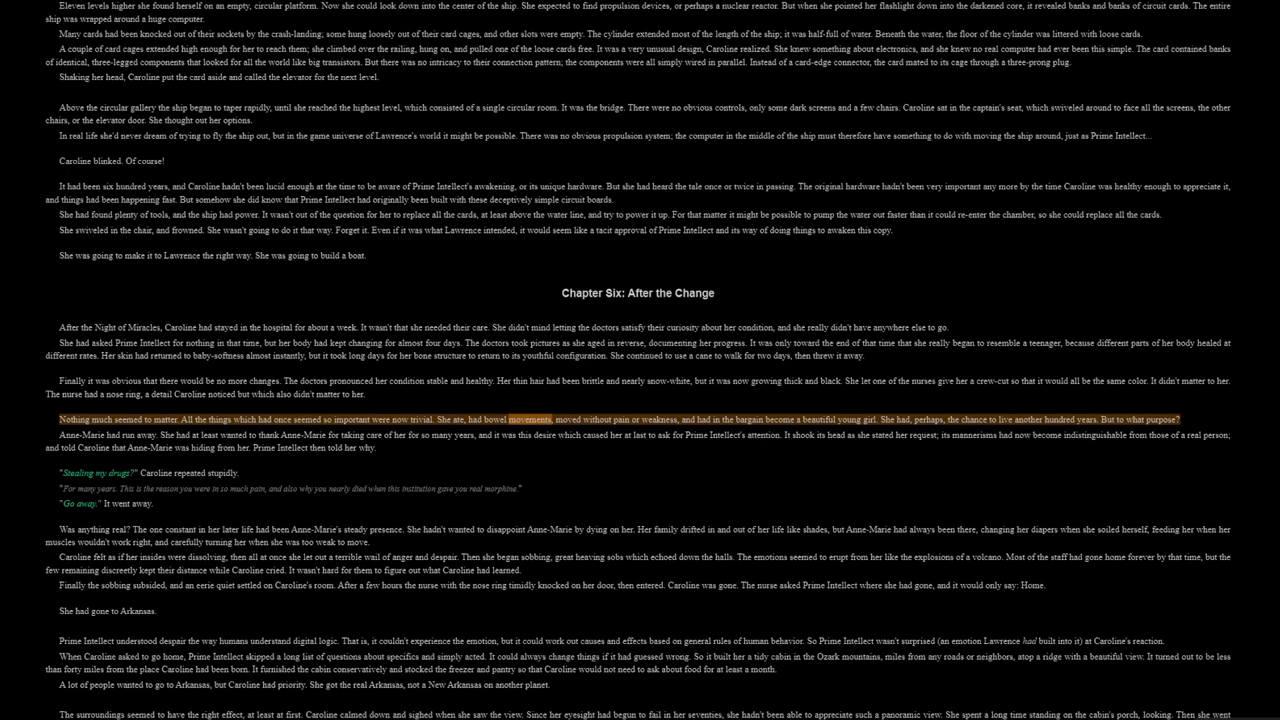 Eleven levels higher she found herself on an empty, circular platform. Now she could look down into the center of the ship. She expected to find propulsion devices, or perhaps a nuclear reactor. But when she pointed her flashlight down into the darkened core, it revealed banks and banks of circuit cards. The entire
ship was wrapped around a huge computer.
Many cards had been knocked out of their sockets by the crash-landing; some hung loosely out of their card cages, and other slots were empty. The cylinder extended most of the length of the ship; it was half-full of water. Beneath the water, the floor of the cylinder was littered with loose cards.
A couple of card cages extended high enough for her to reach them; she climbed over the railing, hung on, and pulled one of the loose cards free. It was a very unusual design, Caroline realized. She knew something about electronics, and she knew no real computer had ever been this simple. The card contained banks
of identical, three-legged components that looked for all the world like big transistors. But there was no intricacy to their connection pattern; the components were all simply wired in parallel. Instead of a card-edge connector, the card mated to its cage through a three-prong plug.
Shaking her head, Caroline put the card aside and called the elevator for the next level.
Above the circular gallery the ship began to taper rapidly, until she reached the highest level, which consisted of a single circular room. It was the bridge. There were no obvious controls, only some dark screens and a few chairs. Caroline sat in the captain's seat, which swiveled around to face all the screens, the other
chairs, or the elevator door. She thought out her options.
In real life she'd never dream of trying to fly the ship out, but in the game universe of Lawrence's world it might be possible. There was no obvious propulsion system; the computer in the middle of the ship must therefore have something to do with moving the ship around, just as Prime Intellect...
Caroline blinked. Of course!
It had been six hundred years, and Caroline hadn't been lucid enough at the time to be aware of Prime Intellect's awakening, or its unique hardware. But she had heard the tale once or twice in passing. The original hardware hadn't been very important any more by the time Caroline was healthy enough to appreciate it,
and things had been happening fast. But somehow she did know that Prime Intellect had originally been built with these deceptively simple circuit boards.
She had found plenty of tools, and the ship had power. It wasn't out of the question for her to replace all the cards, at least above the water line, and try to power it up. For that matter it might be possible to pump the water out faster than it could re-enter the chamber, so she could replace all the cards.
She swiveled in the chair, and frowned. She wasn't going to do it that way. Forget it. Even if it was what Lawrence intended, it would seem like a tacit approval of Prime Intellect and its way of doing things to awaken this copy.
She was going to make it to Lawrence the right way. She was going to build a boat.
Chapter Six: After the Change
After the Night of Miracles, Caroline had stayed in the hospital for about a week. It wasn't that she needed their care. She didn't mind letting the doctors satisfy their curiosity about her condition, and she really didn't have anywhere else to go.
She had asked Prime Intellect for nothing in that time, but her body had kept changing for almost four days. The doctors took pictures as she aged in reverse, documenting her progress. It was only toward the end of that time that she really began to resemble a teenager, because different parts of her body healed at
different rates. Her skin had returned to baby-softness almost instantly, but it took long days for her bone structure to return to its youthful configuration. She continued to use a cane to walk for two days, then threw it away.
Finally it was obvious that there would be no more changes. The doctors pronounced her condition stable and healthy. Her thin hair had been brittle and nearly snow-white, but it was now growing thick and black. She let one of the nurses give her a crew-cut so that it would all be the same color. It didn't matter to her.
The nurse had a nose ring, a detail Caroline noticed but which also didn't matter to her.
Nothing much seemed to matter. All the things which had once seemed so important were now trivial. She ate, had bowel movements, moved without pain or weakness, and had in the bargain become a beautiful young girl. She had, perhaps, the chance to live another hundred years. But to what purpose?
Anne-Marie had run away. She had at least wanted to thank Anne-Marie for taking care of her for so many years, and it was this desire which caused her at last to ask for Prime Intellect's attention. It shook its head as she stated her request; its mannerisms had now become indistinguishable from those of a real person;
and told Caroline that Anne-Marie was hiding from her. Prime Intellect then told her why.
"Stealing my drugs?" Caroline repeated stupidly.
"For many years. This is the reason you were in so much pain, and also why you nearly died when this institution gave you real morphine."
"Go away." It went away.
Was anything real? The one constant in her later life had been Anne-Marie's steady presence. She hadn't wanted to disappoint Anne-Marie by dying on her. Her family drifted in and out of her life like shades, but Anne-Marie had always been there, changing her diapers when she soiled herself, feeding her when her
muscles wouldn't work right, and carefully turning her when she was too weak to move.
Caroline felt as if her insides were dissolving, then all at once she let out a terrible wail of anger and despair. Then she began sobbing, great heaving sobs which echoed down the halls. The emotions seemed to erupt from her like the explosions of a volcano. Most of the staff had gone home forever by that time, but the
few remaining discreetly kept their distance while Caroline cried. It wasn't hard for them to figure out what Caroline had learned.
Finally the sobbing subsided, and an eerie quiet settled on Caroline's room. After a few hours the nurse with the nose ring timidly knocked on her door, then entered. Caroline was gone. The nurse asked Prime Intellect where she had gone, and it would only say: Home.
She had gone to Arkansas.
Prime Intellect understood despair the way humans understand digital logic. That is, it couldn't experience the emotion, but it could work out causes and effects based on general rules of human behavior. So Prime Intellect wasn't surprised (an emotion Lawrence had built into it) at Caroline's reaction.
When Caroline asked to go home, Prime Intellect skipped a long list of questions about specifics and simply acted. It could always change things if it had guessed wrong. So it built her a tidy cabin in the Ozark mountains, miles from any roads or neighbors, atop a ridge with a beautiful view. It turned out to be less
than forty miles from the place Caroline had been born. It furnished the cabin conservatively and stocked the freezer and pantry so that Caroline would not need to ask about food for at least a month.
A lot of people wanted to go to Arkansas, but Caroline had priority. She got the real Arkansas, not a New Arkansas on another planet.
The surroundings seemed to have the right effect, at least at first. Caroline calmed down and sighed when she saw the view. Since her eyesight had begun to fail in her seventies, she hadn't been able to appreciate such a panoramic view. She spent a long time standing on the cabin's porch, looking. Then she went